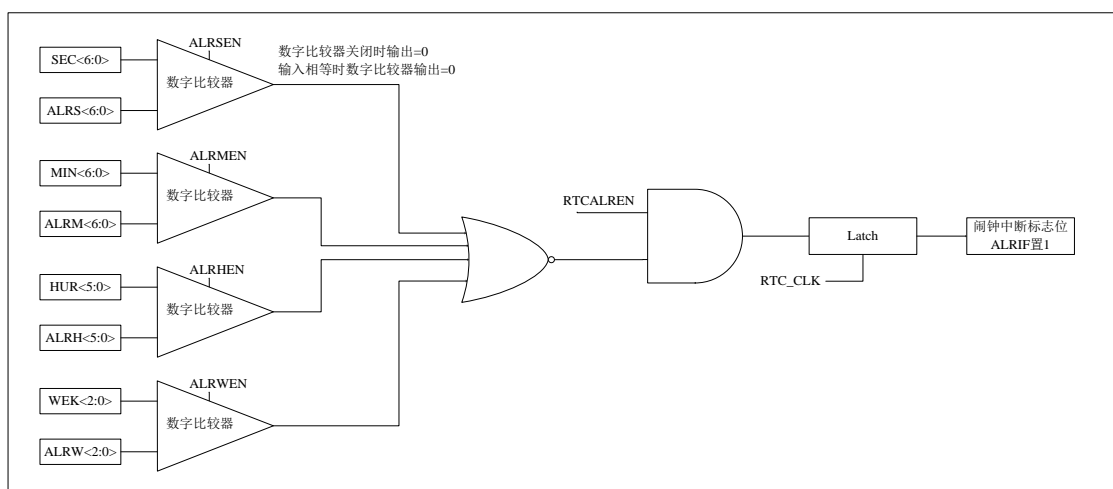 SEC<6:0>
ALRS<6:0>
ALRSEN
数字比较器
数字比较器关闭时输出=0
输入相等时数字比较器输出=0
MIN<6:0>
ALRM<6:0>
ALRMEN
数字比较器
HUR<5:0>
ALRH<5:0>
ALRHEN
数字比较器
WEK<2:0>
ALRW<2:0>
ALRWEN
数字比较器
RTCALREN
Latch
RTC_CLK
闹钟中断标志位
ALRIF置1